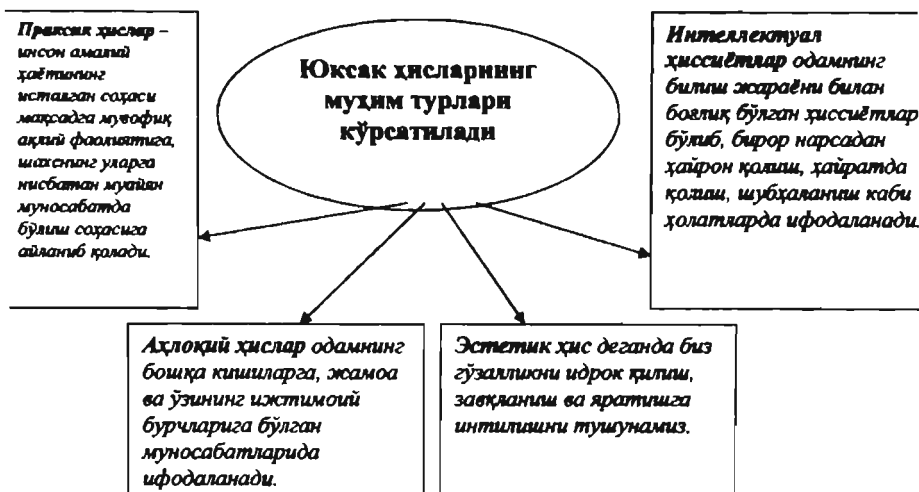 Праксик ҳислар –
инсон амалий
ҳаётининг
исталган соҳаси
мақсадга мувофиқ
ақлий фаолиятига,
шахснинг уларга
нисбатан муайян
муносабатда
бўлиш соҳасига
айланиб қолади.
Юксак ҳисларнинг
муҳим турлари
кўрсатилади
Интеллектуал
ҳиссиётлар одамнинг
билиш жараёни билан
боғлиқ бўлган ҳиссиётлар
бўлиб, бирор нарсадан
ҳайрон қолиш, ҳайратда
қолиш, шубҳаланиш каби
ҳолатларда ифодаланади.
Аҳлоқий ҳислар одамнинг
бошқа кишиларга, жамоа
ва ўзининг ижтимоий
бурчларига бўлган
муносабатларида
ифодаланади.
Эстетик ҳис деганда биз
гўзалликни идрок қилиш,
завқланиш ва яратишга
интилишни тушунамиз.